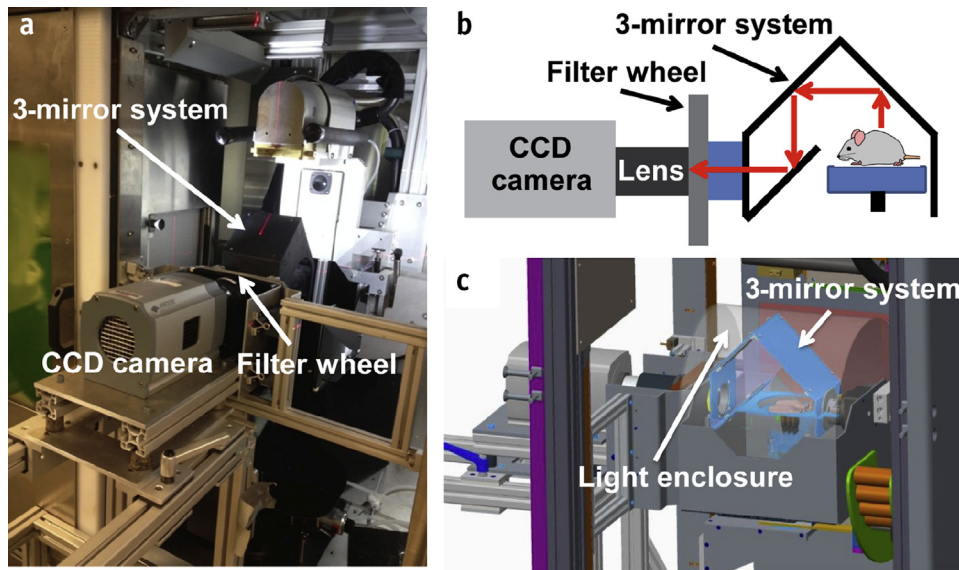 a
3-mirror system
CCD camera
Filter wheel
b
3-mirror system
Filter wheel
CCD
camera
Lens
c
3-mirror system
Light enclosure